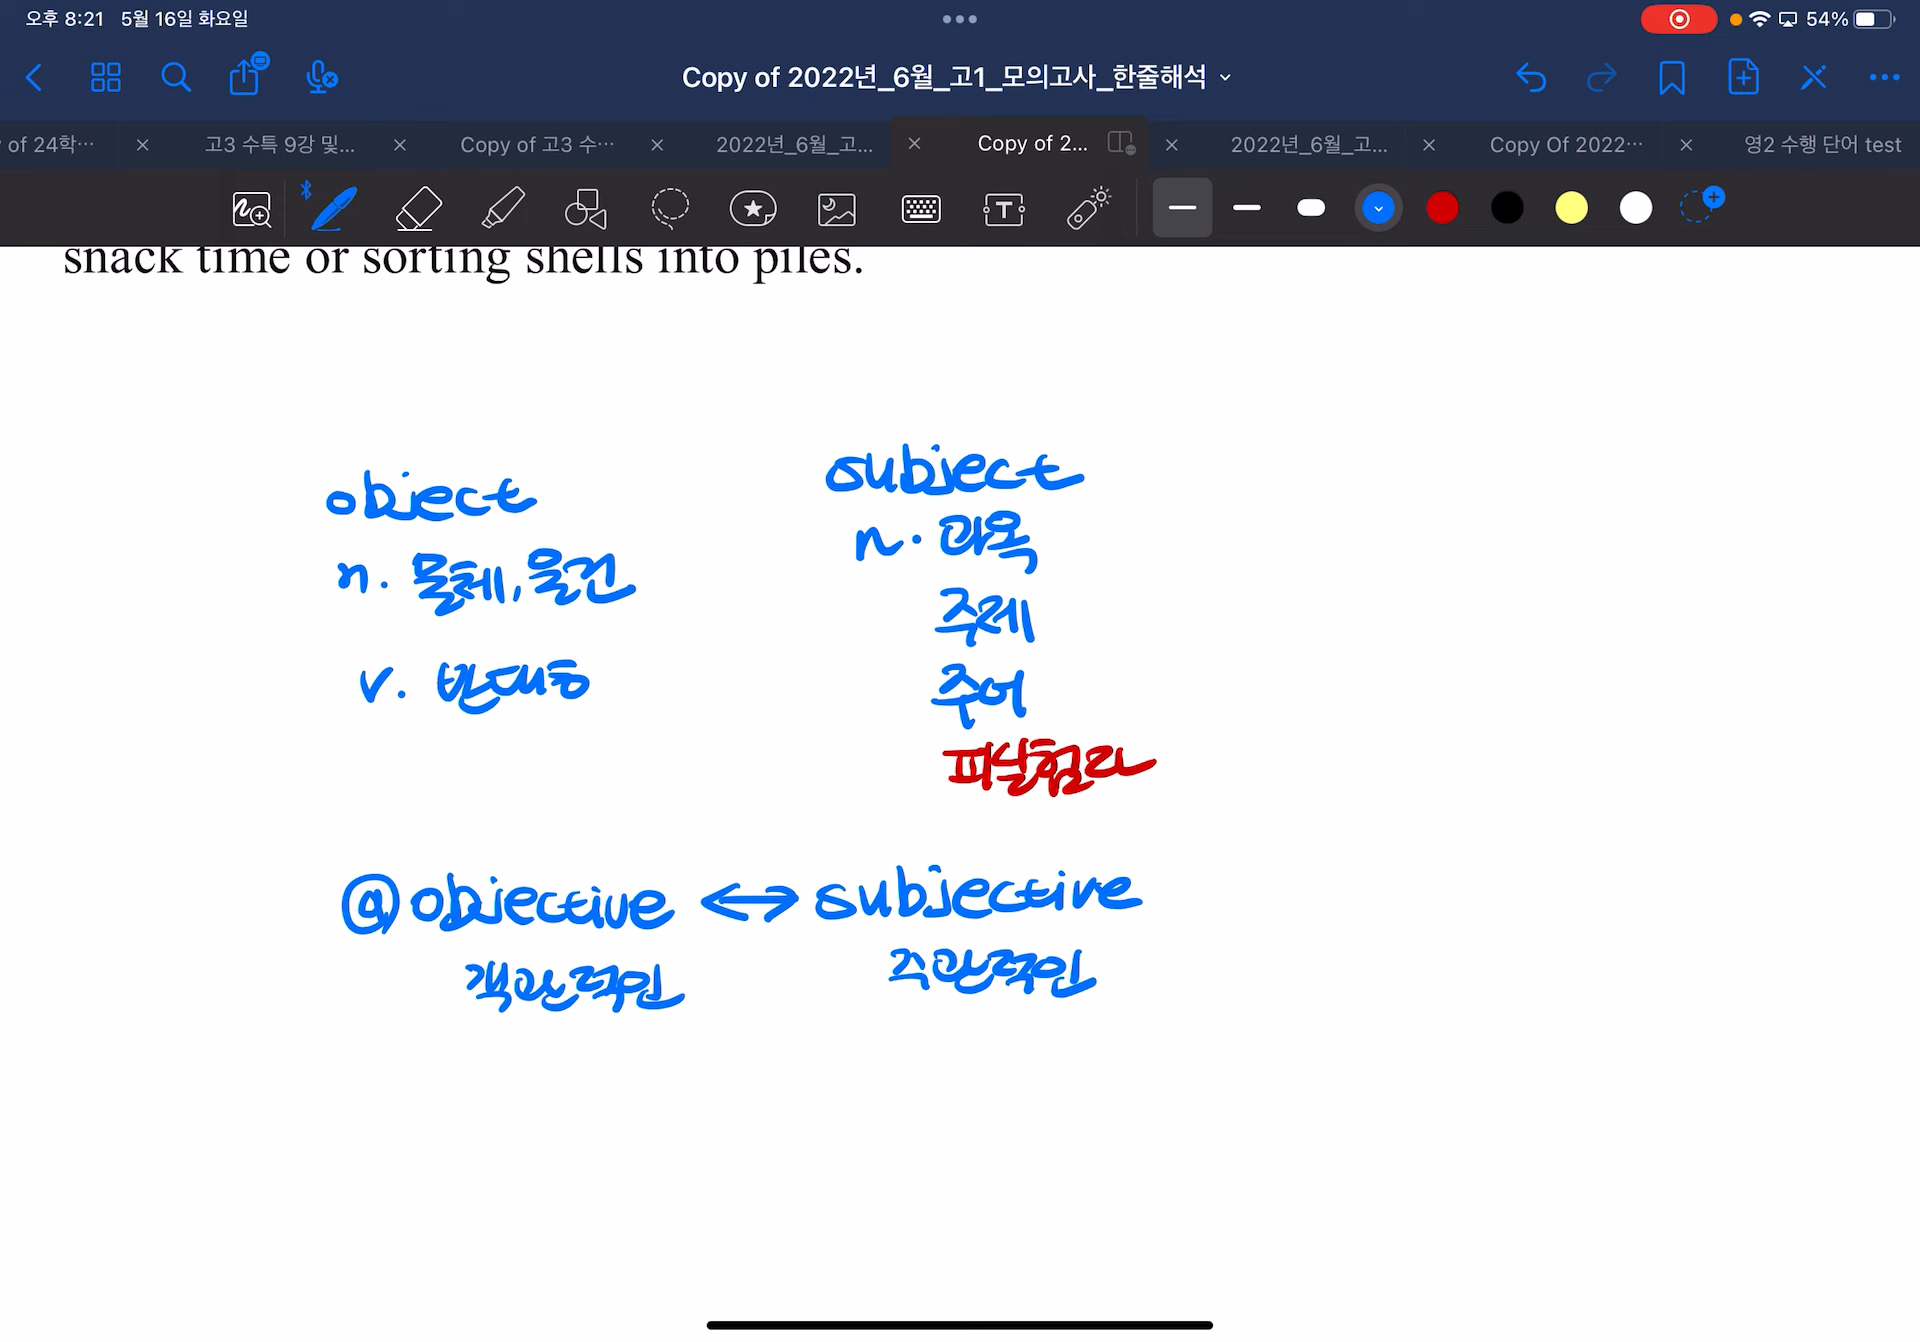 오후 8:21 5월 16일 화요일 54%
Copy of 2022년_6월_고1_모의고사_한줄해석
of 24학... 고3 수특 9강 및... Copy of 고3 수... 2022년_6월_고... Copy of 2... 2022년_6월_고... Copy Of 2022... 영2 수행 단어 test
snack time or sorting shells into piles.
object subject
n. 물체, 물건 n. 과목
주제
v. 반대형 주어
피실험자
ⓐ objective ↔ subjective
객관적인 주관적인